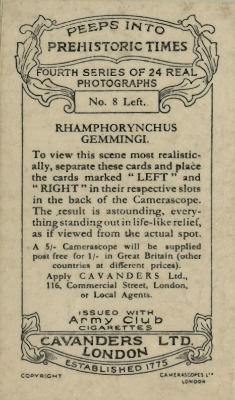 PEEPS INTO
PREHISTORIC TIMES
FOURTH SERIES OF 24 REAL
PHOTOGRAPHS
No. 8 Left.
RHAMPHORYNCHUS
GEMMINGI.
To view this scene most realistic-
ally, separate these cards and place
the cards marked "LEFT" and
"RIGHT" in their respective slots
in the back of the Camerascope.
The result is astounding, every-
thing standing out in life-like relief,
as if viewed from the actual spot.
A 5/- Camerascope will be supplied
post free for 1/- in Great Britain (other
countries at different prices).
Apply CAVANDERS Ltd.,
116, Commercial Street, London,
or Local Agents.
ISSUED WITH
Army Club
CIGARETTES
CAVANDERS LTD.
LONDON
ESTABLISHED 1775
COPYRIGHT
CAMERASCOPES LTD
LONDON